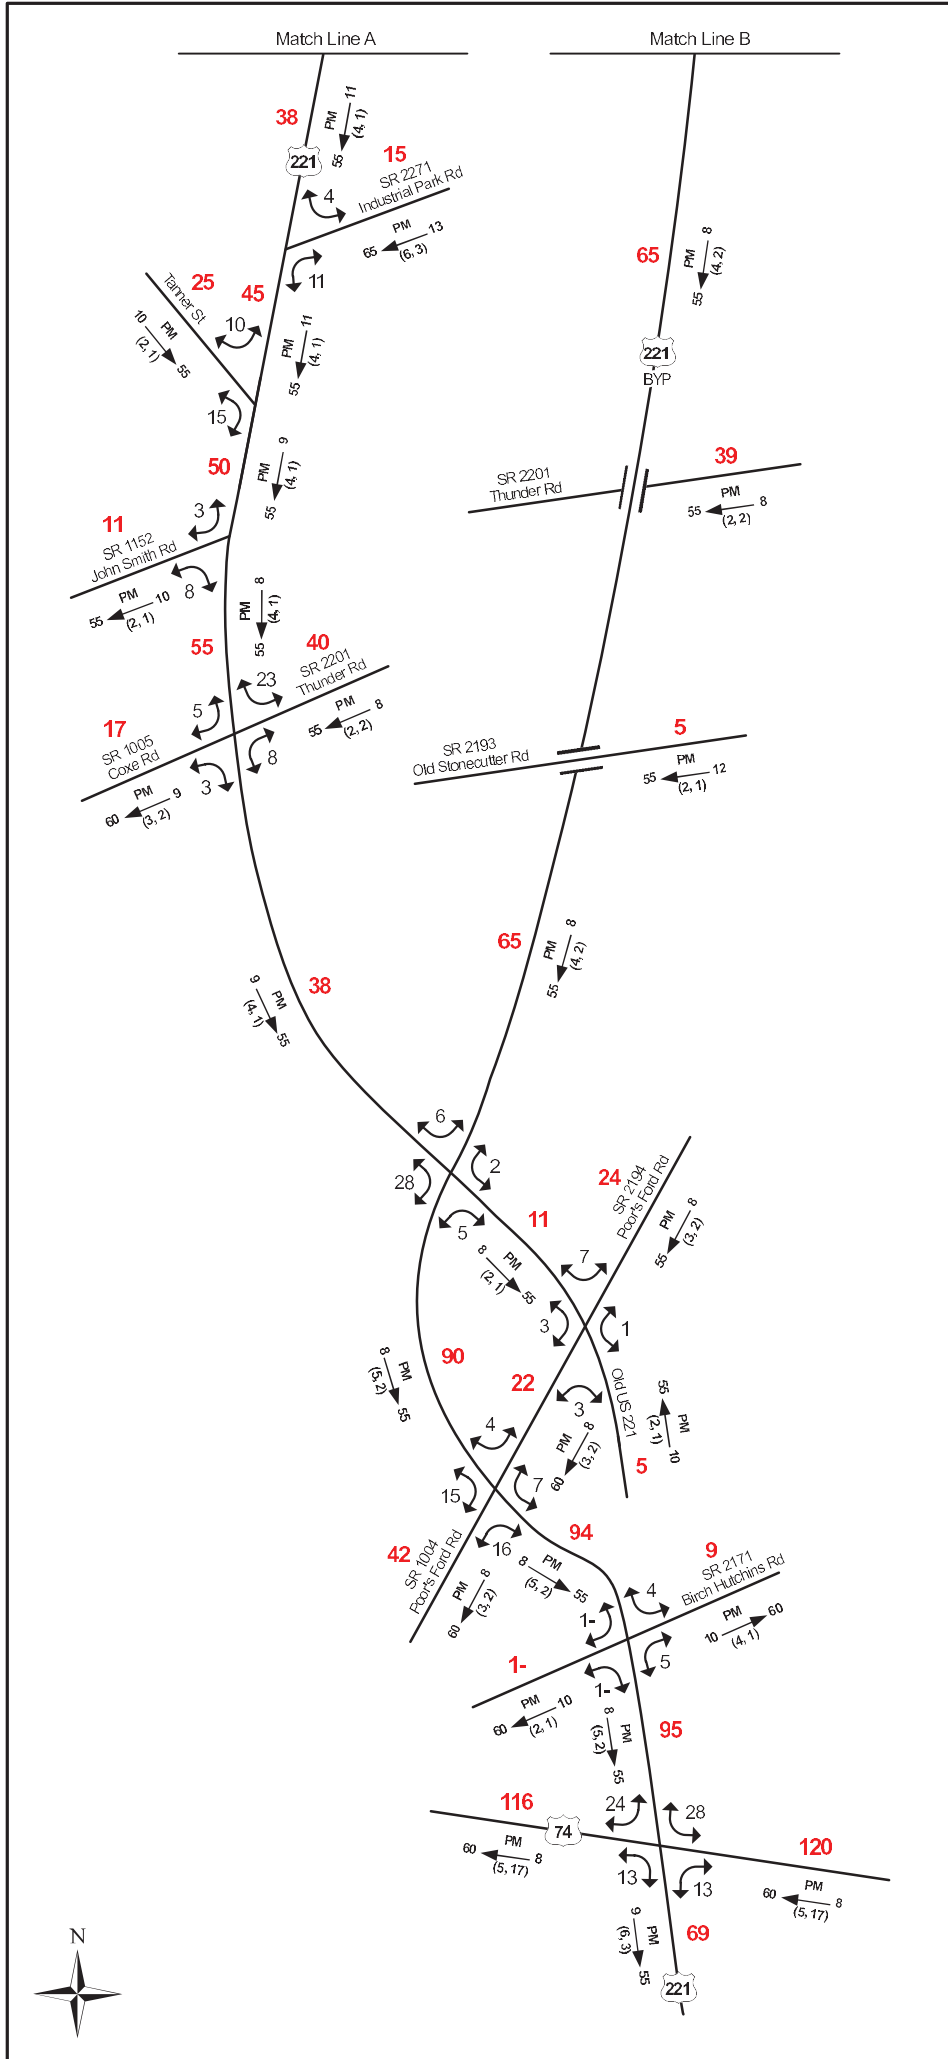 Match Line A
Match Line B
38
PM
11
(4, 1)
55
221
15
SR 2271
Industrial Park Rd
4
PM
13
65
(6, 3)
11
65
PM
8
(4, 2)
55
25
45
Tanner St
10
10
PM
(2, 1)
55
PM
11
(4, 1)
55
221
BYP
15
50
PM
9
(4, 1)
55
39
SR 2201
Thunder Rd
PM
55
8
(2, 2)
3
11
SR 1152
John Smith Rd
8
PM
10
55
(2, 1)
PM
8
(4, 1)
55
55
40
SR 2201
Thunder Rd
23
5
PM
8
55
(2, 2)
17
SR 1005
Coxe Rd
8
3
PM
9
60
(3, 2)
5
SR 2193
Old Stonecutter Rd
PM
55
12
(2, 1)
65
PM
8
(4, 2)
55
38
9
PM
(4, 1)
55
6
28
2
5
24
SR 2194
Poor's Ford Rd
PM
8
(3, 2)
55
11
8
PM
(2, 1)
55
7
3
1
3
90
8
PM
(5, 2)
55
22
Old US 221
55
PM
(2, 1)
10
5
4
PM
8
(3, 2)
60
15
7
16
42
SR 1004
Poor's Ford Rd
PM
8
(3, 2)
60
94
8
PM
(5, 2)
55
9
SR 2171
Birch Hutchins Rd
4
1-
PM
60
10
(4, 1)
5
1-
1-
PM
10
60
(2, 1)
8
PM
(5, 2)
55
95
116
24
28
74
120
PM
60
8
(5, 17)
13
13
PM
60
8
(5, 17)
9
PM
(6, 3)
55
69
221
N